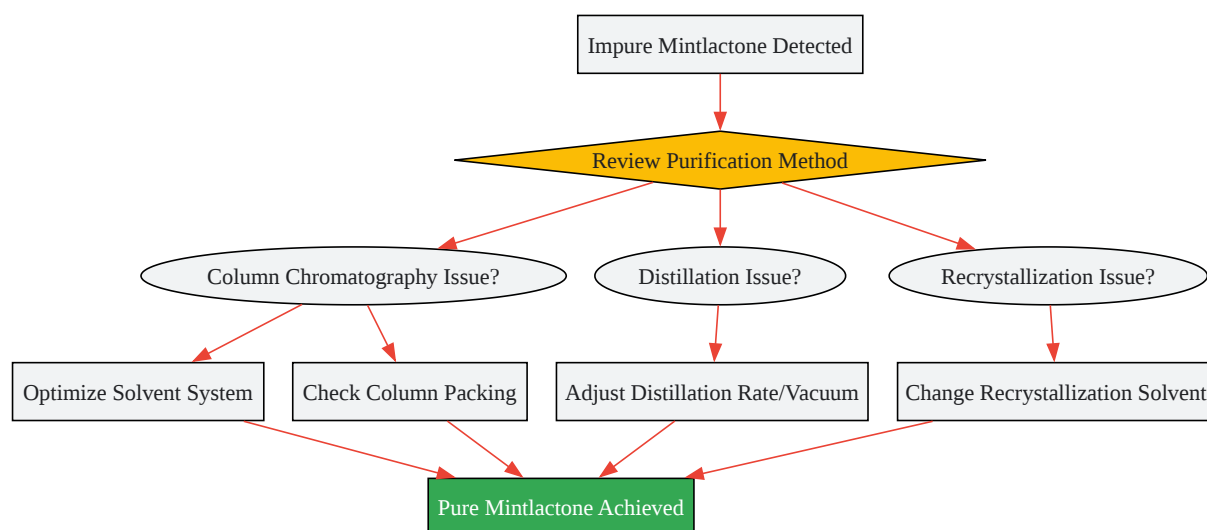 Impure Mintlactone Detected
Review Purification Method
Column Chromatography Issue?
Distillation Issue?
Recrystallization Issue?
Optimize Solvent System
Check Column Packing
Adjust Distillation Rate/Vacuum
Change Recrystallization Solvent
Pure Mintlactone Achieved